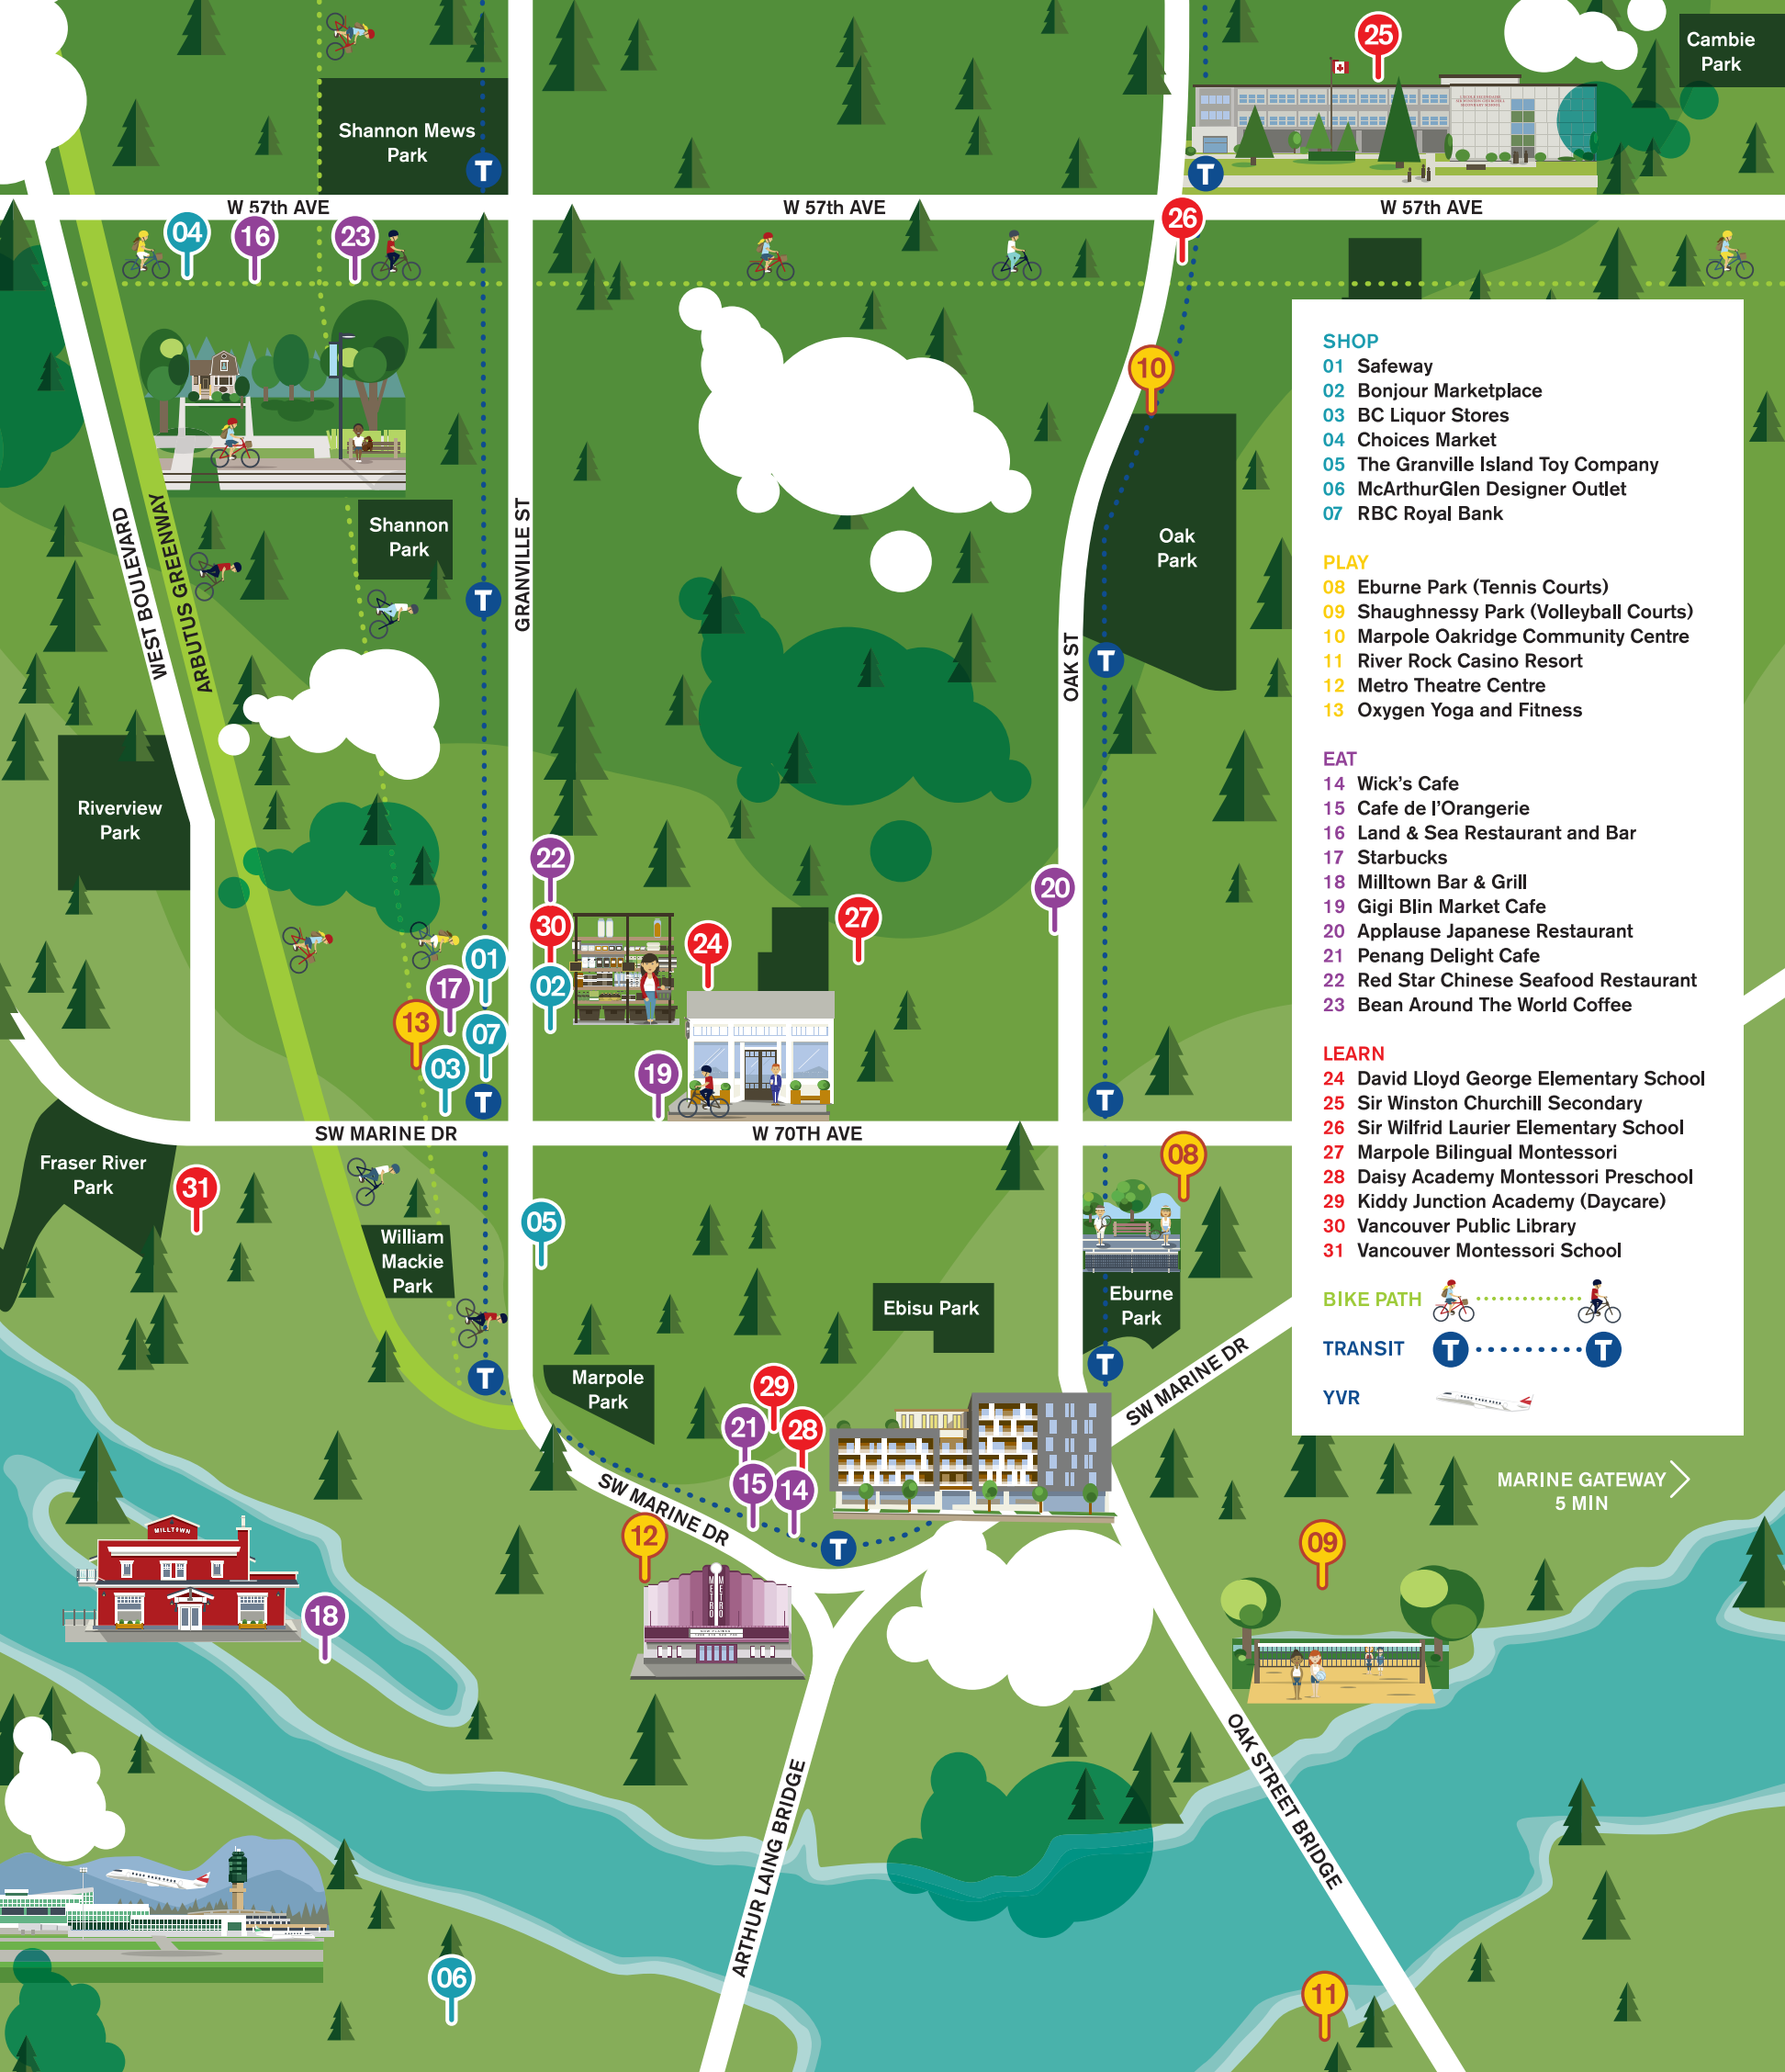 25
Cambie
Park
Shannon Mews
Park
T
T
W 57th AVE
W 57th AVE
W 57th AVE
04
16
23
26
10
SHOP
01 Safeway
02 Bonjour Marketplace
03 BC Liquor Stores
04 Choices Market
05 The Granville Island Toy Company
06 McArthurGlen Designer Outlet
07 RBC Royal Bank
PLAY
08 Eburne Park (Tennis Courts)
09 Shaughnessy Park (Volleyball Courts)
10 Marpole Oakridge Community Centre
11 River Rock Casino Resort
12 Metro Theatre Centre
13 Oxygen Yoga and Fitness
EAT
14 Wick's Cafe
15 Cafe de l'Orangerie
16 Land & Sea Restaurant and Bar
17 Starbucks
18 Milltown Bar & Grill
19 Gigi Blin Market Cafe
20 Applause Japanese Restaurant
21 Penang Delight Cafe
22 Red Star Chinese Seafood Restaurant
23 Bean Around The World Coffee
LEARN
24 David Lloyd George Elementary School
25 Sir Winston Churchill Secondary
26 Sir Wilfrid Laurier Elementary School
27 Marpole Bilingual Montessori
28 Daisy Academy Montessori Preschool
29 Kiddy Junction Academy (Daycare)
30 Vancouver Public Library
31 Vancouver Montessori School
BIKE PATH
TRANSIT T T
YVR
WEST BOULEVARD
ARBUTUS GREENWAY
Shannon
Park
GRANVILLE ST
T
Oak
Park
OAK ST
T
Riverview
Park
22
20
30
27
24
01
02
17
13
07
03
19
T
T
SW MARINE DR
W 70TH AVE
Fraser River
Park
31
08
05
William
Mackie
Park
Ebisu Park
Eburne
Park
T
T
Marpole
Park
29
21
28
15
14
SW MARINE DR
SW MARINE DR
T
12
METRO
METRO
MARINE GATEWAY
5 MIN
09
MILLTOWN
18
OAK STREET BRIDGE
ARTHUR LAING BRIDGE
06
11